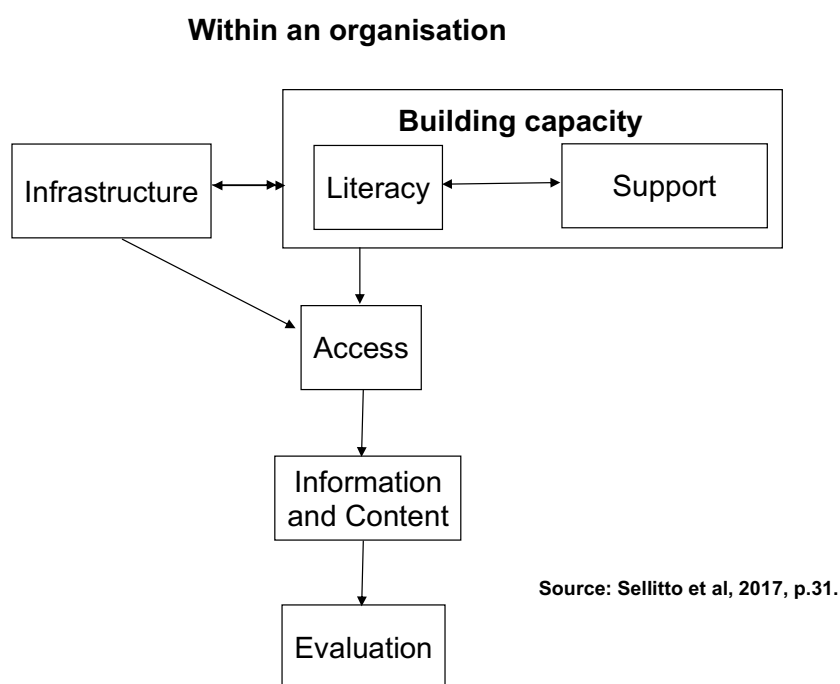 Within an organisation
Building capacity
Infrastructure
Literacy
Support
Access
Information
and Content
Source: Sellitto et al, 2017, p.31.
Evaluation